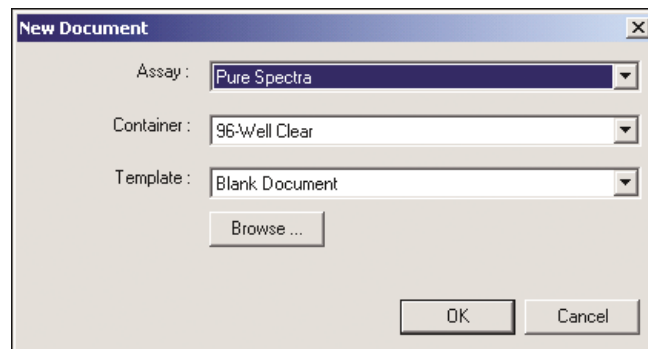 New Document
Assay : Pure Spectra
Container : 96-Well Clear
Template : Blank Document
Browse ...
OK Cancel